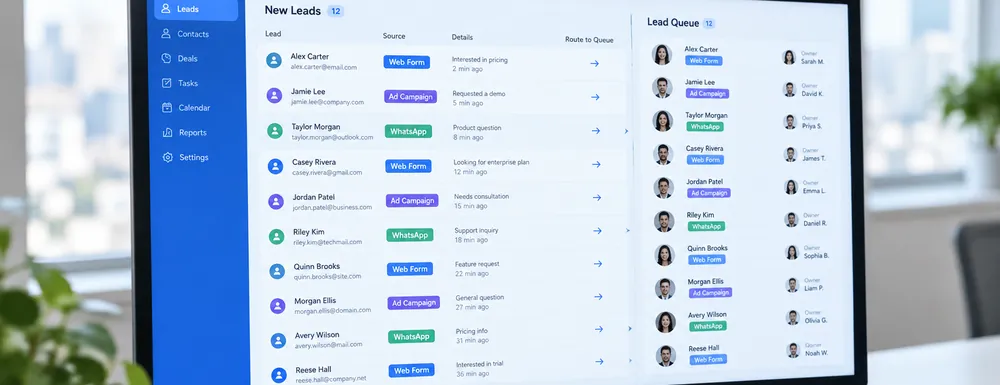 Leads
Contacts
Deals
Tasks
Calendar
Reports
Settings
New Leads 12
Lead Source Details Route to Queue
Alex Carter
alex.carter@email.com
Web Form
Interested in pricing
2 min ago
Jamie Lee
jamie.lee@company.com
Ad Campaign
Requested a demo
5 min ago
Taylor Morgan
taylor.morgan@outlook.com
WhatsApp
Product question
8 min ago
Casey Rivera
casey.rivera@gmail.com
Web Form
Looking for enterprise plan
12 min ago
Jordan Patel
jordan.patel@business.com
Ad Campaign
Needs consultation
15 min ago
Riley Kim
riley.kim@techmail.com
WhatsApp
Support inquiry
18 min ago
Quinn Brooks
quinn.brooks@site.com
Web Form
Feature request
22 min ago
Morgan Ellis
morgan.ellis@domain.com
Ad Campaign
General question
27 min ago
Avery Wilson
avery.wilson@mail.com
WhatsApp
Pricing info
31 min ago
Reese Hall
reese.hall@company.net
Web Form
Interested in trial
36 min ago
Lead Queue 12
Alex Carter
Web Form
Owner
Sarah M.
Jamie Lee
Ad Campaign
Owner
David K.
Taylor Morgan
WhatsApp
Owner
Priya S.
Casey Rivera
Web Form
Owner
James T.
Jordan Patel
Ad Campaign
Owner
Emma L.
Riley Kim
WhatsApp
Owner
Daniel R.
Quinn Brooks
Web Form
Owner
Sophia B.
Morgan Ellis
Ad Campaign
Owner
Liam P.
Avery Wilson
WhatsApp
Owner
Olivia G.
Reese Hall
Web Form
Owner
Noah W.